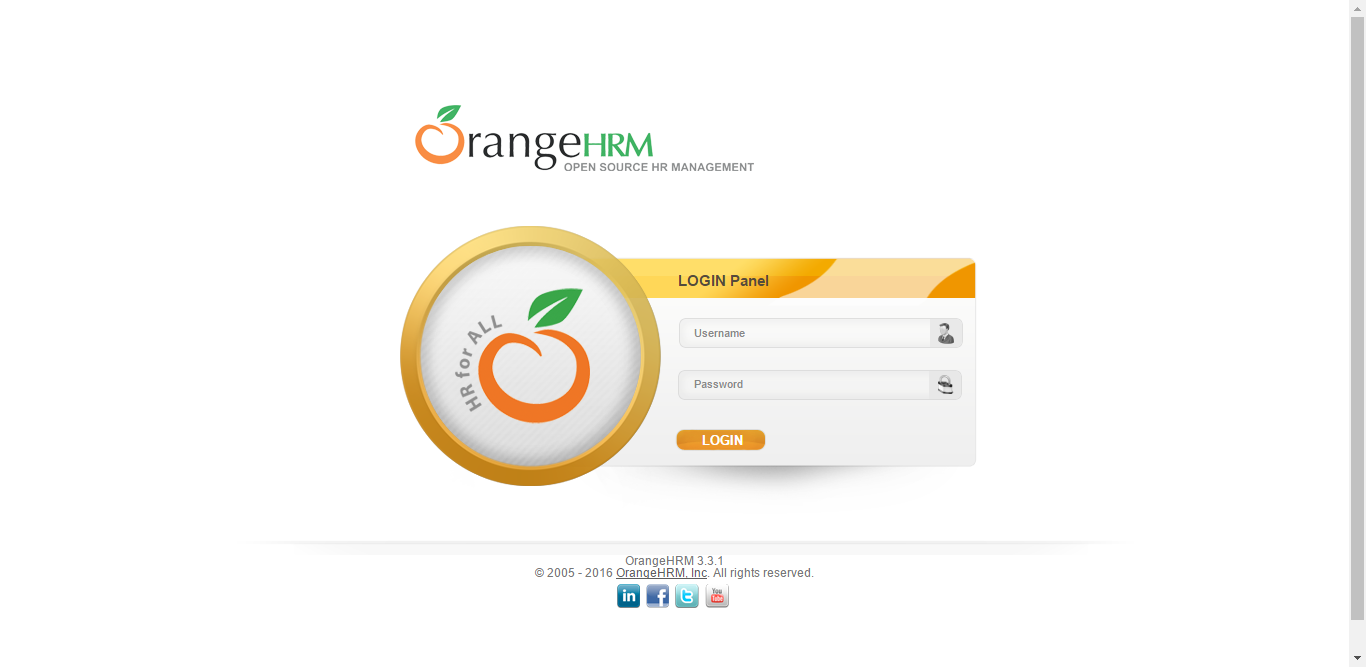 OrangeHRM
OPEN SOURCE HR MANAGEMENT
HR for ALL
LOGIN Panel
Username
Password
LOGIN
OrangeHRM 3.3.1
© 2005 - 2016 OrangeHRM, Inc. All rights reserved.
in f t You Tube